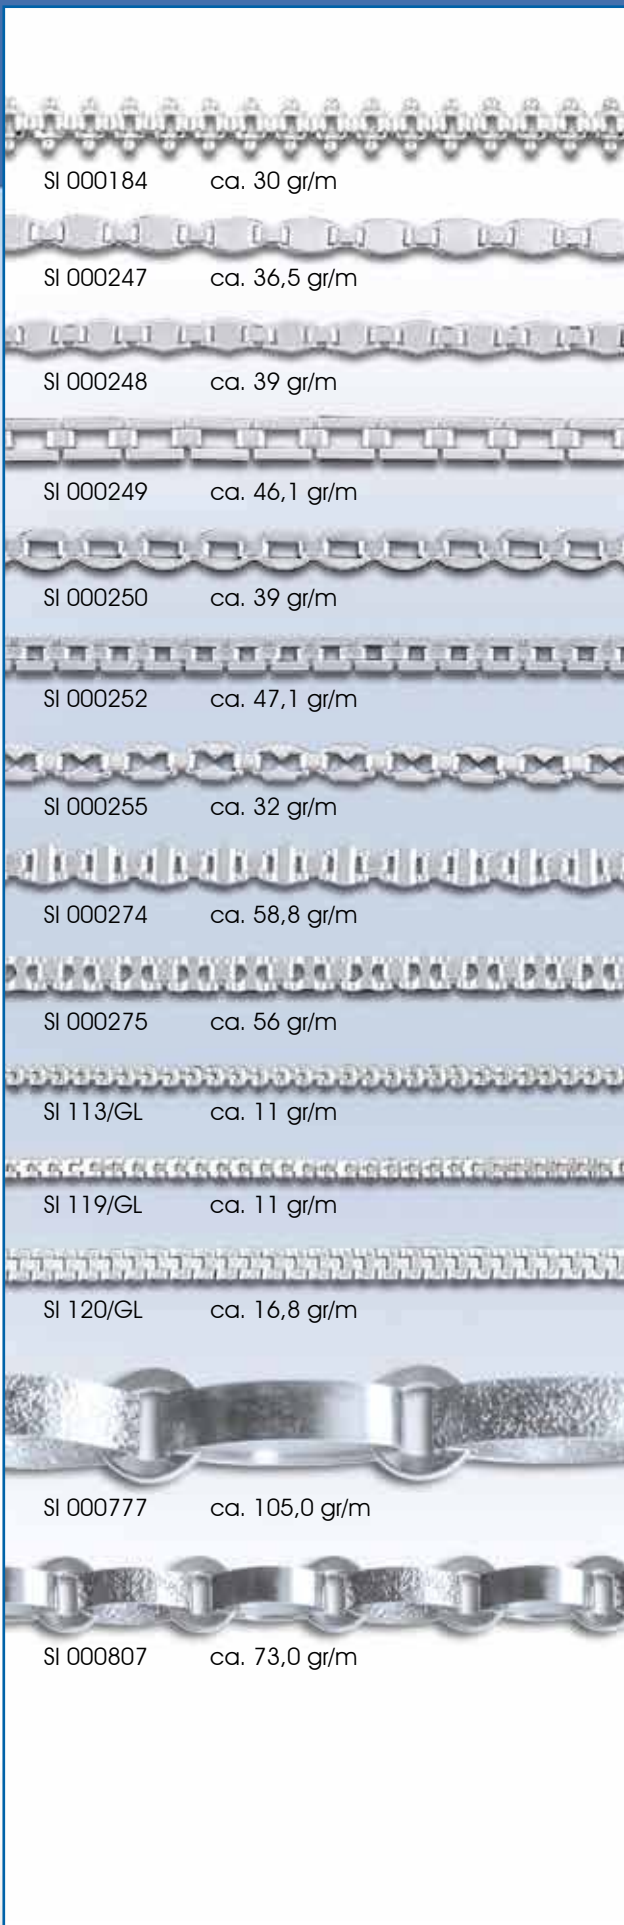 SI 000184 ca. 30 gr/m
SI 000247 ca. 36,5 gr/m
SI 000248 ca. 39 gr/m
SI 000249 ca. 46,1 gr/m
SI 000250 ca. 39 gr/m
SI 000252 ca. 47,1 gr/m
SI 000255 ca. 32 gr/m
SI 000274 ca. 58,8 gr/m
SI 000275 ca. 56 gr/m
SI 113/GL ca. 11 gr/m
SI 119/GL ca. 11 gr/m
SI 120/GL ca. 16,8 gr/m
SI 000777 ca. 105,0 gr/m
SI 000807 ca. 73,0 gr/m